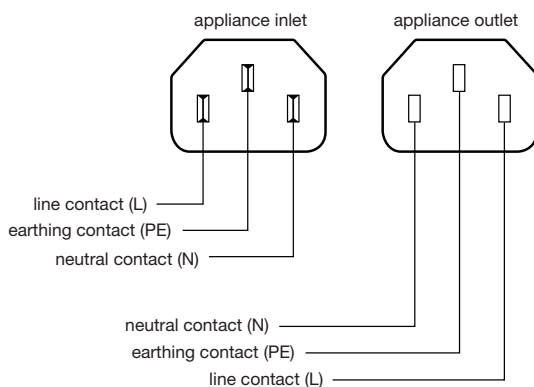 appliance inlet
appliance outlet
line contact (L)
earthing contact (PE)
neutral contact (N)
neutral contact (N)
earthing contact (PE)
line contact (L)